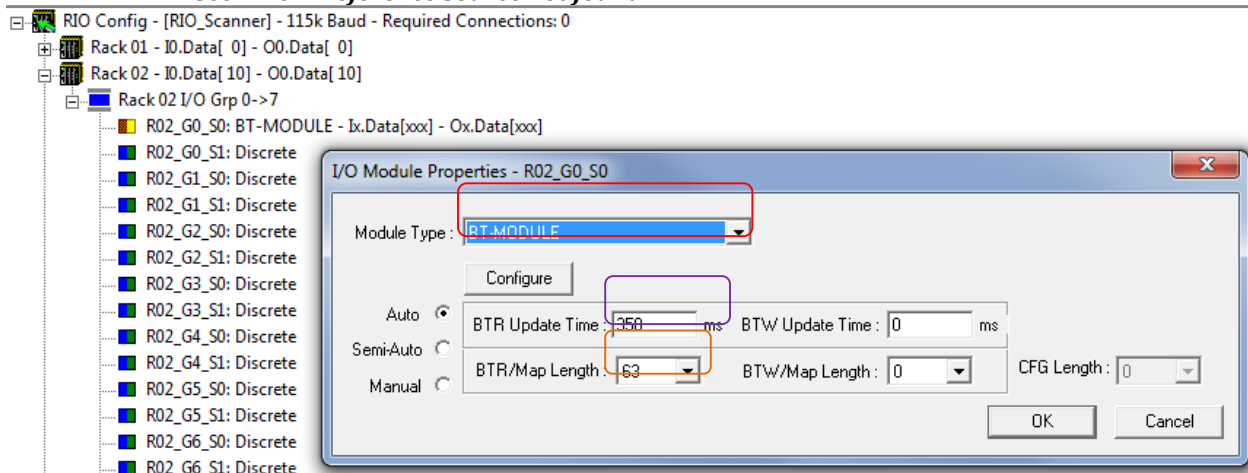 RIO Config - [RIO_Scanner] - 115k Baud - Required Connections: 0
Rack 01 - I0.Data[ 0] - O0.Data[ 0]
Rack 02 - I0.Data[ 10] - O0.Data[ 10]
Rack 02 I/O Grp 0->7
R02_G0_S0: BT-MODULE - Ix.Data[xxx] - Ox.Data[xxx]
R02_G0_S1: Discrete
R02_G1_S0: Discrete
R02_G1_S1: Discrete
R02_G2_S0: Discrete
R02_G2_S1: Discrete
R02_G3_S0: Discrete
R02_G3_S1: Discrete
R02_G4_S0: Discrete
R02_G4_S1: Discrete
R02_G5_S0: Discrete
R02_G5_S1: Discrete
R02_G6_S0: Discrete
R02_G6_S1: Discrete
I/O Module Properties - R02_G0_S0
Module Type : BT-MODULE
Configure
Auto
Semi-Auto
Manual
BTR Update Time : 350 ms BTW Update Time : 0 ms
BTR/Map Length : 63 BTW/Map Length : 0 CFG Length : 0
OK Cancel